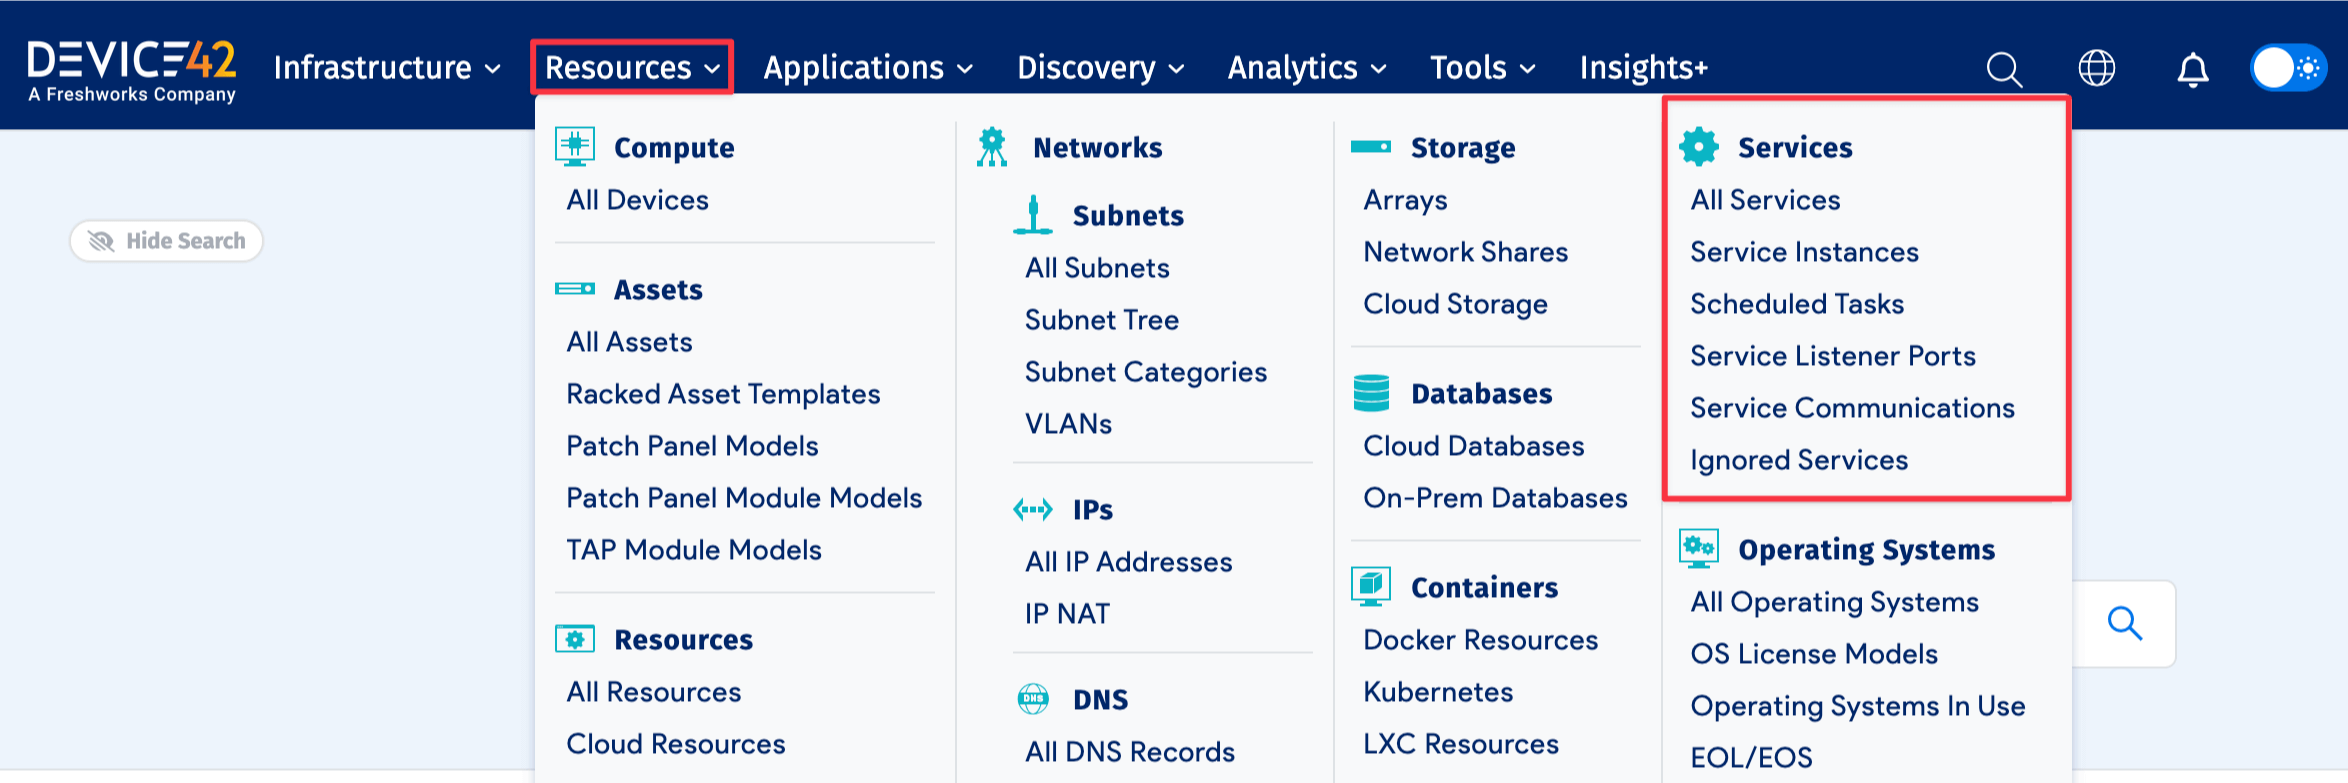 DEVICE42
A Freshworks Company
Infrastructure
Resources
Applications
Discovery
Analytics
Tools
Insights+
Hide Search
Compute
All Devices
Assets
All Assets
Racked Asset Templates
Patch Panel Models
Patch Panel Module Models
TAP Module Models
Resources
All Resources
Cloud Resources
Networks
Subnets
All Subnets
Subnet Tree
Subnet Categories
VLANs
IPs
All IP Addresses
IP NAT
DNS
DNS
All DNS Records
Storage
Arrays
Network Shares
Cloud Storage
Databases
Cloud Databases
On-Prem Databases
Containers
Docker Resources
Kubernetes
LXC Resources
Services
All Services
Service Instances
Scheduled Tasks
Service Listener Ports
Service Communications
Ignored Services
Operating Systems
All Operating Systems
OS License Models
Operating Systems In Use
EOL/EOS